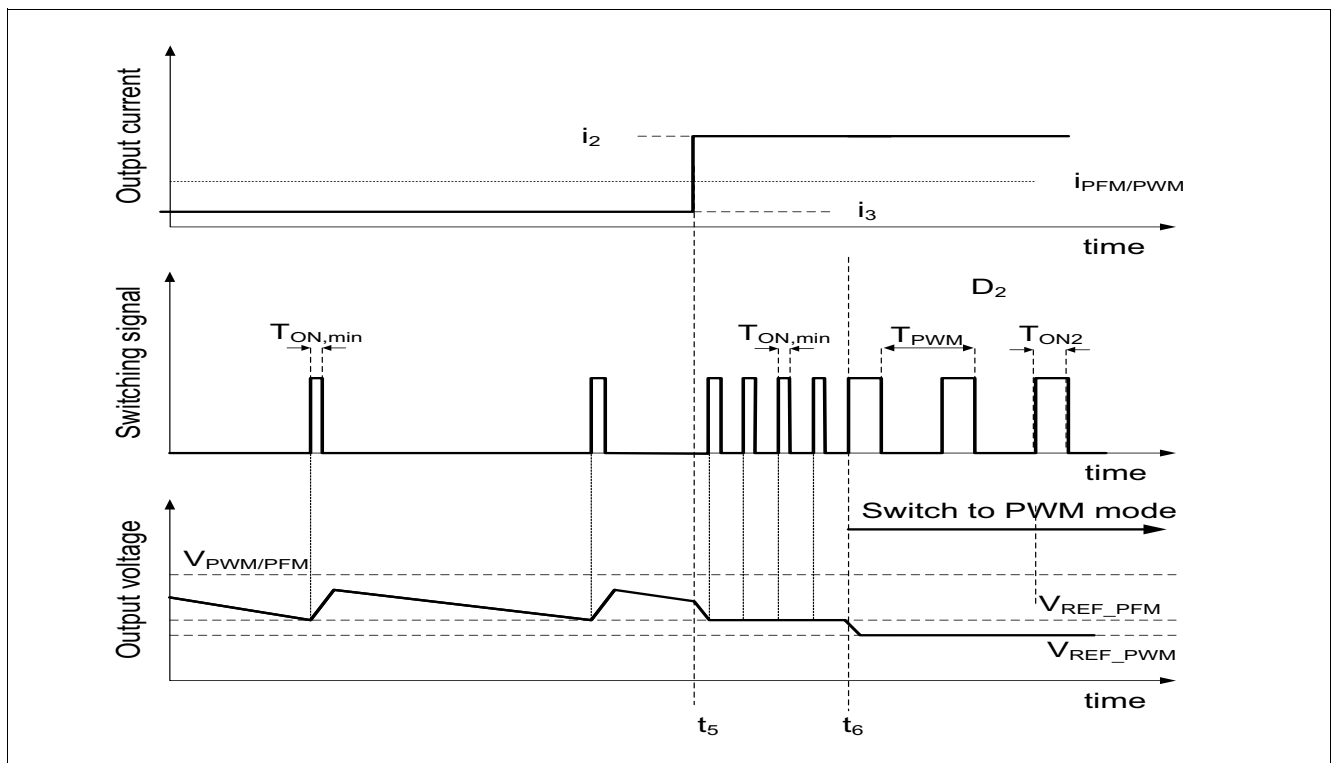 Output current
i2
iPFM/PWM
i3
time
Switching signal
D2
TON,min
TON,min
TPWM
TON2
time
Output voltage
Switch to PWM mode
VPWM/PFM
VREF_PFM
VREF_PWM
time
t5
t6